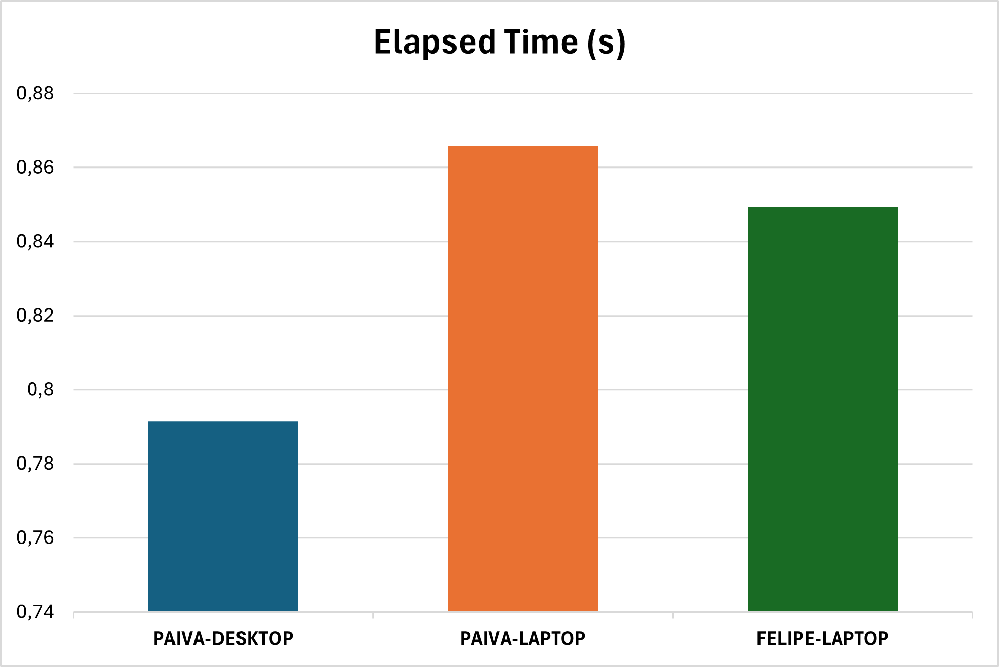 Elapsed Time (s)
0,88
0,86
0,84
0,82
0,8
0,78
0,76
0,74
PAIVA-DESKTOP
PAIVA-LAPTOP
FELIPE-LAPTOP